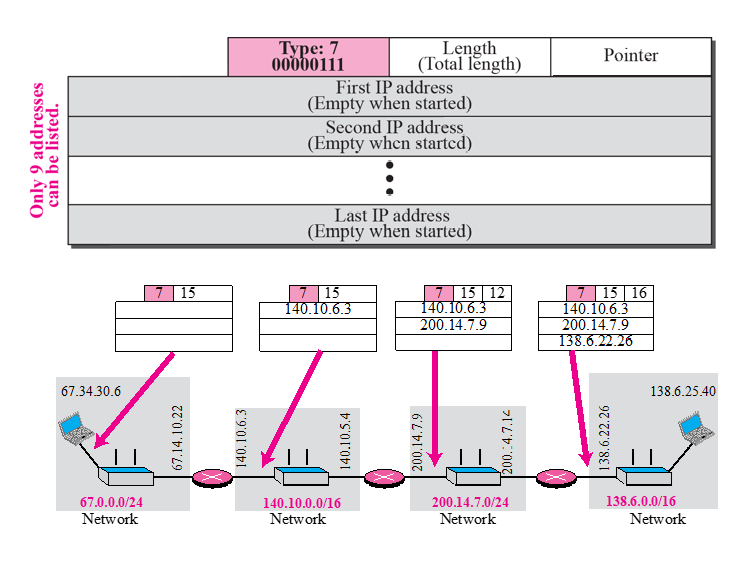 Type: 7
00000111
Length
(Total length)
Pointer
Only 9 addresses
can be listed.
First IP address
(Empty when started)
Second IP address
(Empty when started)
Last IP address
(Empty when started)
7 15
7 15
140.10.6.3
7 15 12
140.10.6.3
200.14.7.9
7 15 16
140.10.6.3
200.14.7.9
138.6.22.26
67.34.30.6
67.14.10.22
140.10.6.3
140.10.5.4
200.14.7.9
200.14.7.14
138.6.22.26
138.6.25.40
67.0.0.0/24
Network
140.10.0.0/16
Network
200.14.7.0/24
Network
138.6.0.0/16
Network